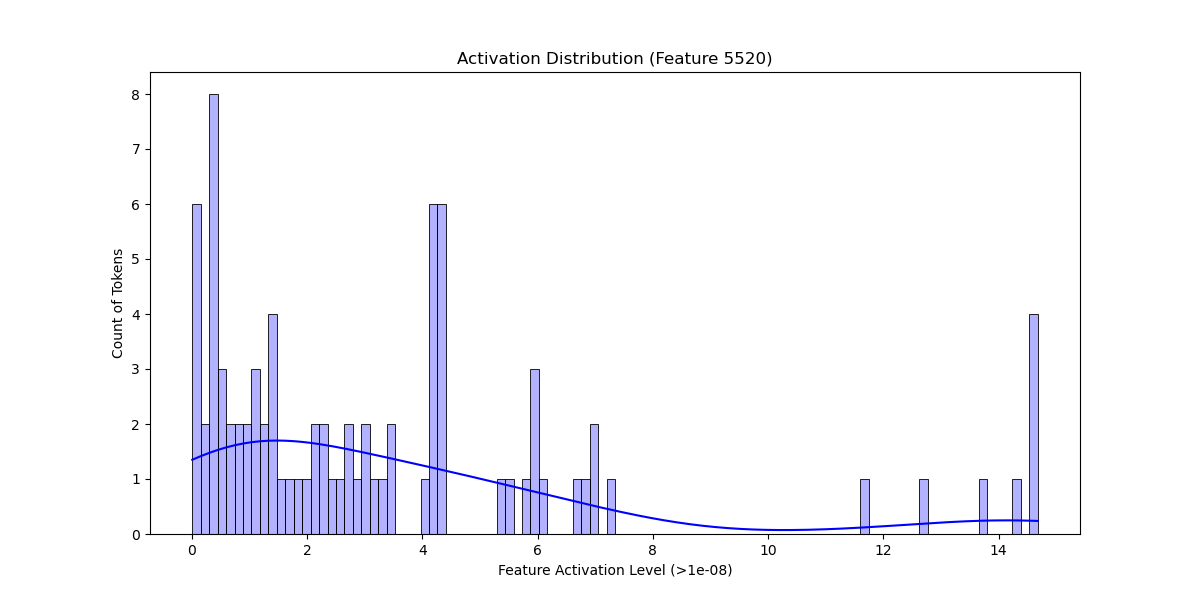 Activation Distribution (Feature 5520)
8
7
6
5
4
3
2
1
0
Count of Tokens
0 2 4 6 8 10 12 14
Feature Activation Level (>1e-08)